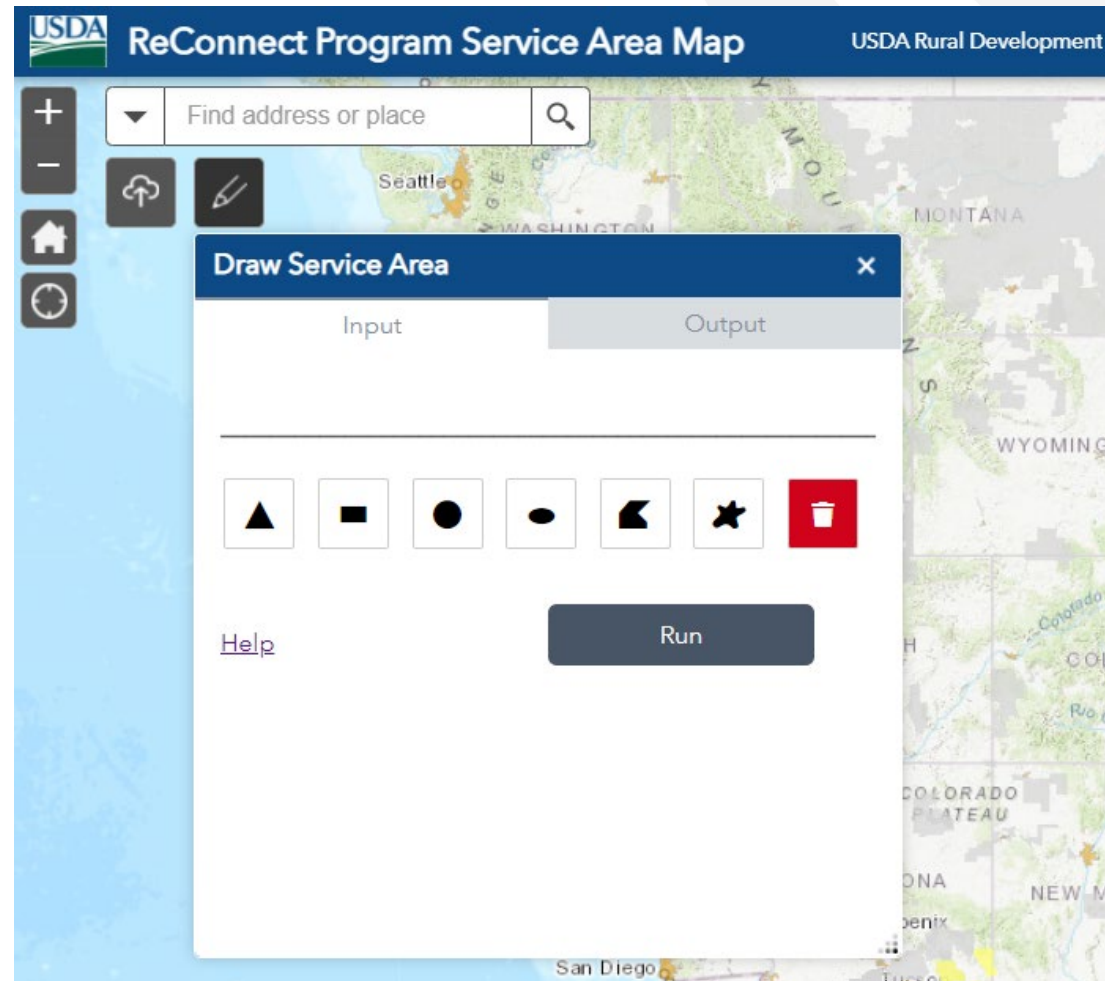 USDA
ReConnect Program Service Area Map
USDA Rural Development
+
Find address or place
−
Seattle
WASHINGTON
MONTANA
Draw Service Area
×
Input
Output
WYOMING
Help
Run
Colorado
COLORADO
PLATEAU
NEW M
San Diego